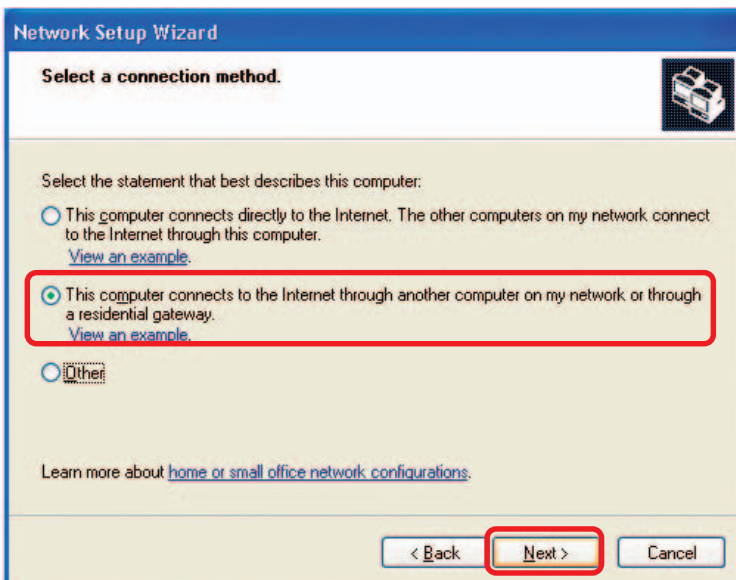 Network Setup Wizard
Select a connection method.
Select the statement that best describes this computer:
This computer connects directly to the Internet. The other computers on my network connect
to the Internet through this computer.
View an example.
This computer connects to the Internet through another computer on my network or through
a residential gateway.
View an example.
Other
Learn more about home or small office network configurations.
< Back Next > Cancel